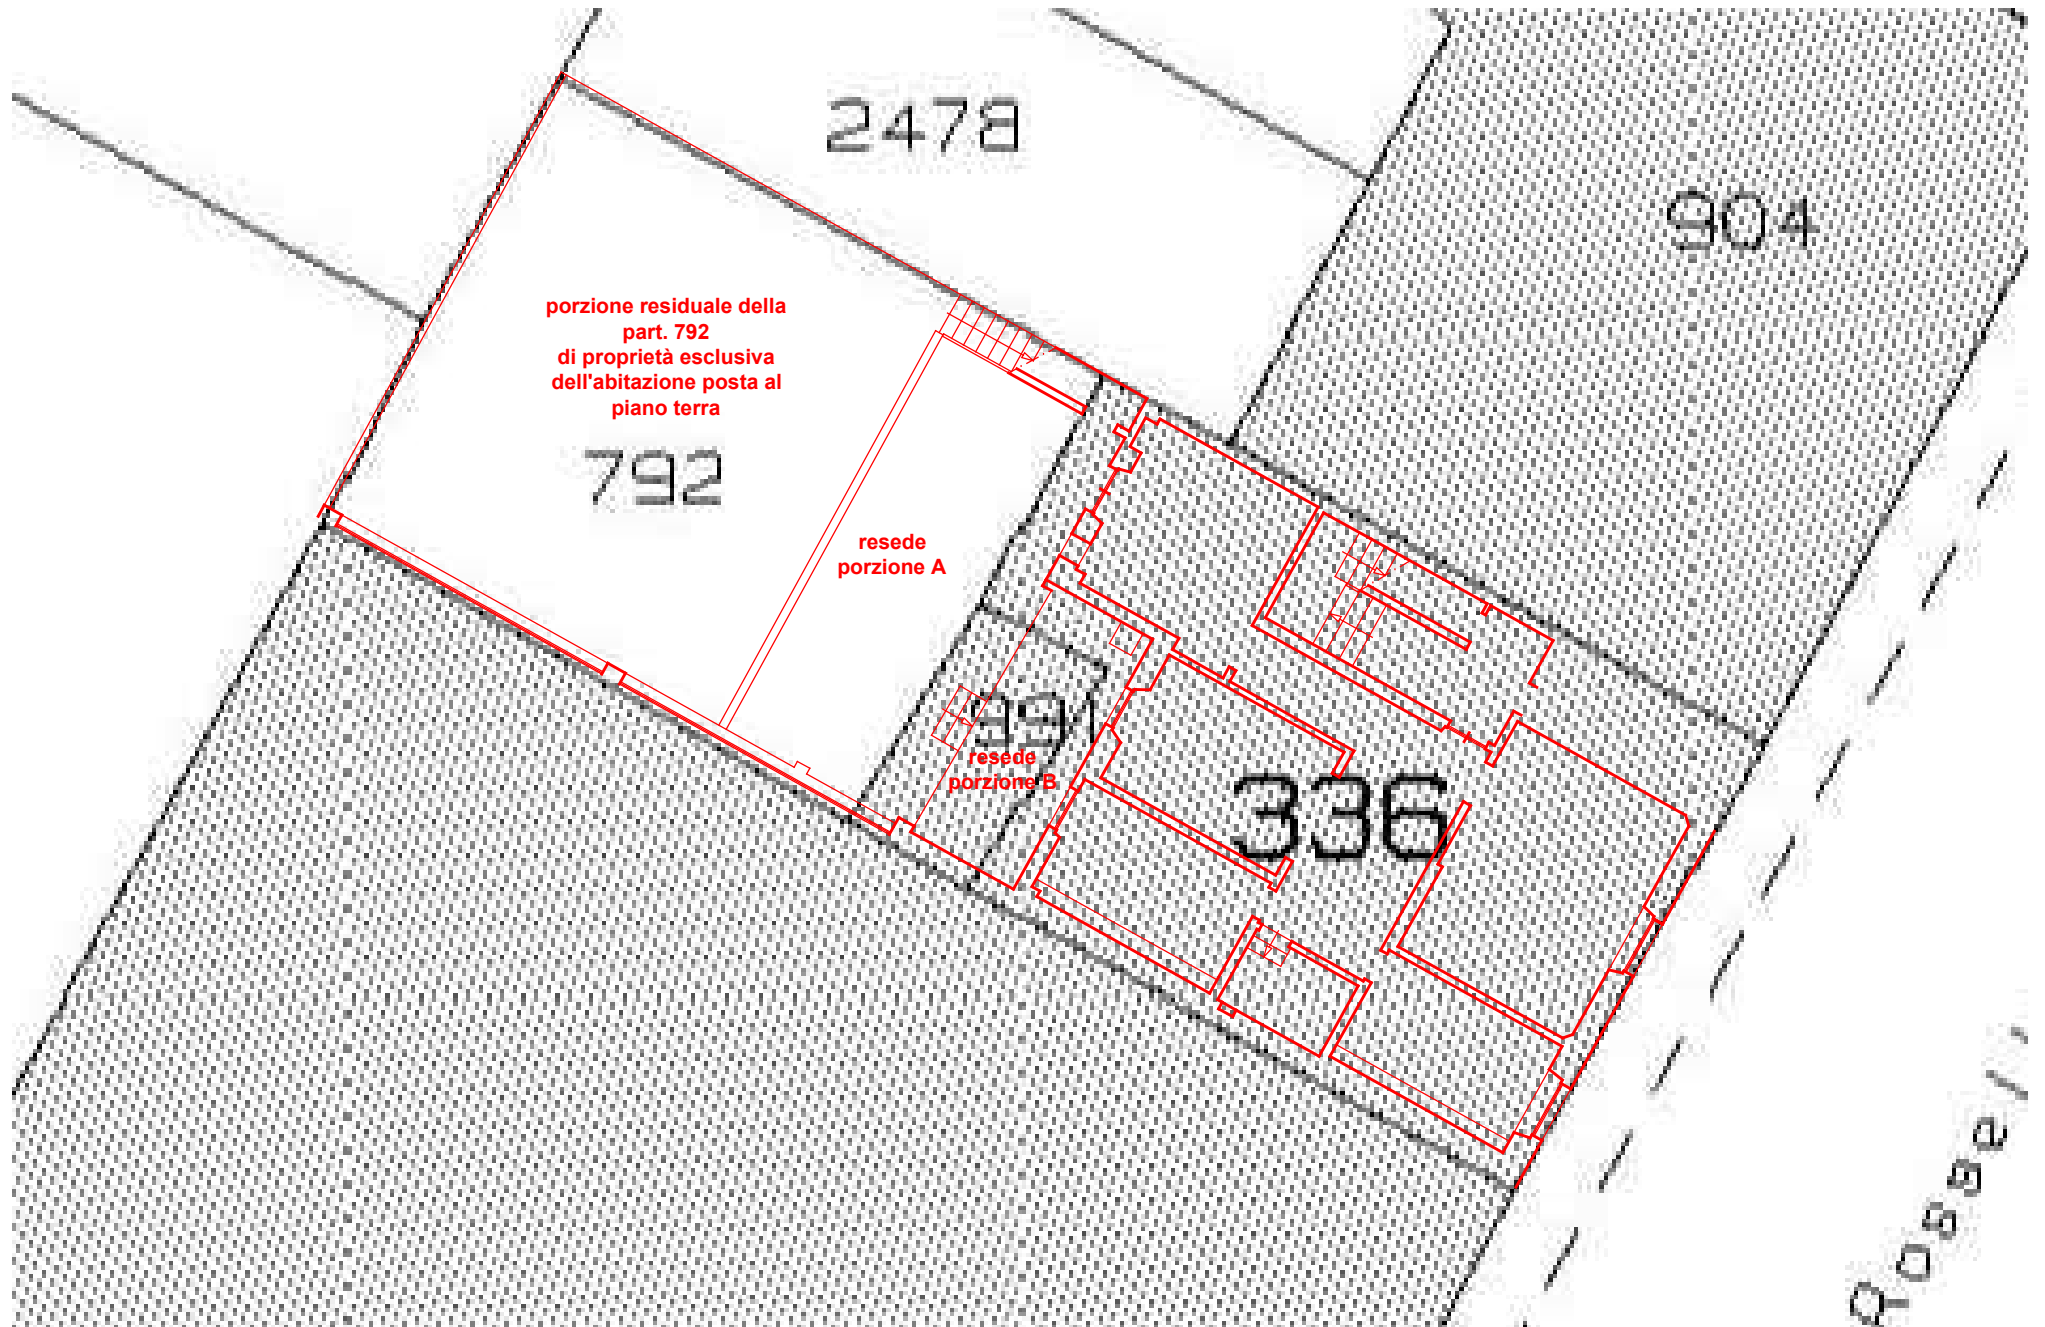 2478
904
porzione residuale della
part. 792
di proprietà esclusiva
dell'abitazione posta al
piano terra
792
resede
porzione A
991
resede
porzione B
336